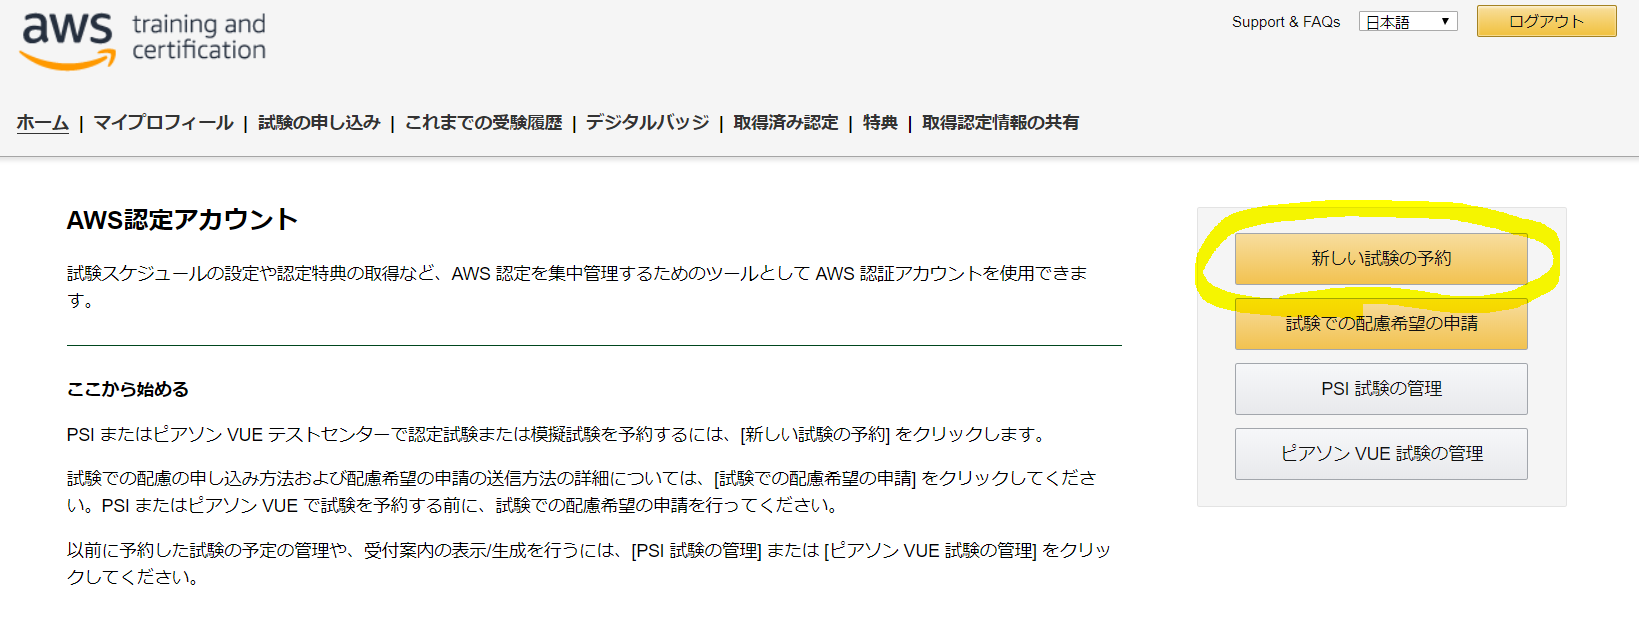 aws training and certification
Support & FAQs 日本語 ログアウト
ホーム | マイプロフィール | 試験の申し込み | これまでの受験履歴 | デジタルバッジ | 取得済み認定 | 特典 | 取得認定情報の共有
AWS認定アカウント
試験スケジュールの設定や認定特典の取得など、AWS 認定を集中管理するためのツールとして AWS 認証アカウントを使用できま
す。
ここから始める
PSI またはピアソン VUE テストセンターで認定試験または模擬試験を予約するには、[新しい試験の予約] をクリックします。
試験での配慮の申し込み方法および配慮希望の申請の送信方法の詳細については、[試験での配慮希望の申請] をクリックしてくださ
い。PSI またはピアソン VUE で試験を予約する前に、試験での配慮希望の申請を行ってください。
以前に予約した試験の予定の管理や、受付案内の表示/生成を行うには、[PSI 試験の管理] または [ピアソン VUE 試験の管理] をクリッ
クしてください。
新しい試験の予約
試験での配慮希望の申請
PSI 試験の管理
ピアソン VUE 試験の管理